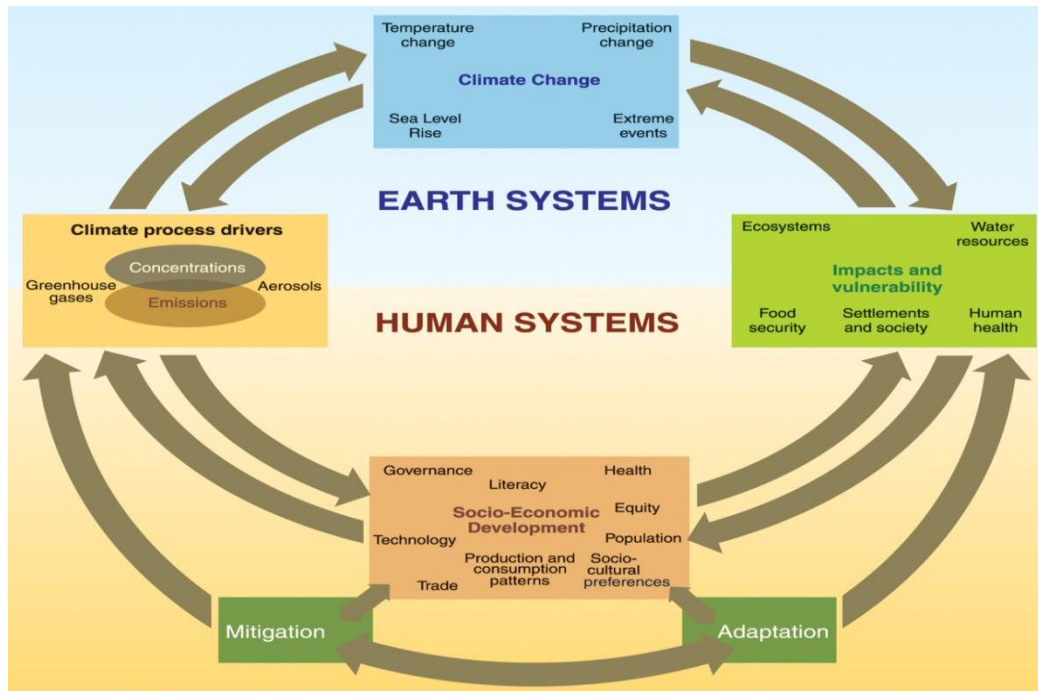 Temperature
change
Precipitation
change
Climate Change
Sea Level
Rise
Extreme
events
EARTH SYSTEMS
Climate process drivers
Concentrations
Greenhouse
gases
Aerosols
Emissions
Ecosystems
Water
resources
Impacts and
vulnerability
Food
security
Settlements
and society
Human
health
HUMAN SYSTEMS
Governance
Literacy
Health
Socio-Economic
Development
Equity
Technology
Population
Production and
consumption
patterns
Socio-
cultural
preferences
Trade
Mitigation
Adaptation